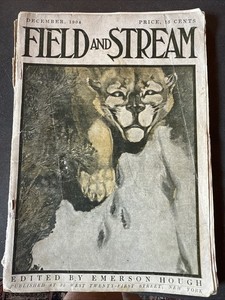 DECEMBER, 1904 PRICE, 15 CENTS
FIELD AND STREAM
EDITED BY EMERSON HOUGH
PUBLISHED AT 35 WEST TWENTY-FIRST STREET, NEW YORK